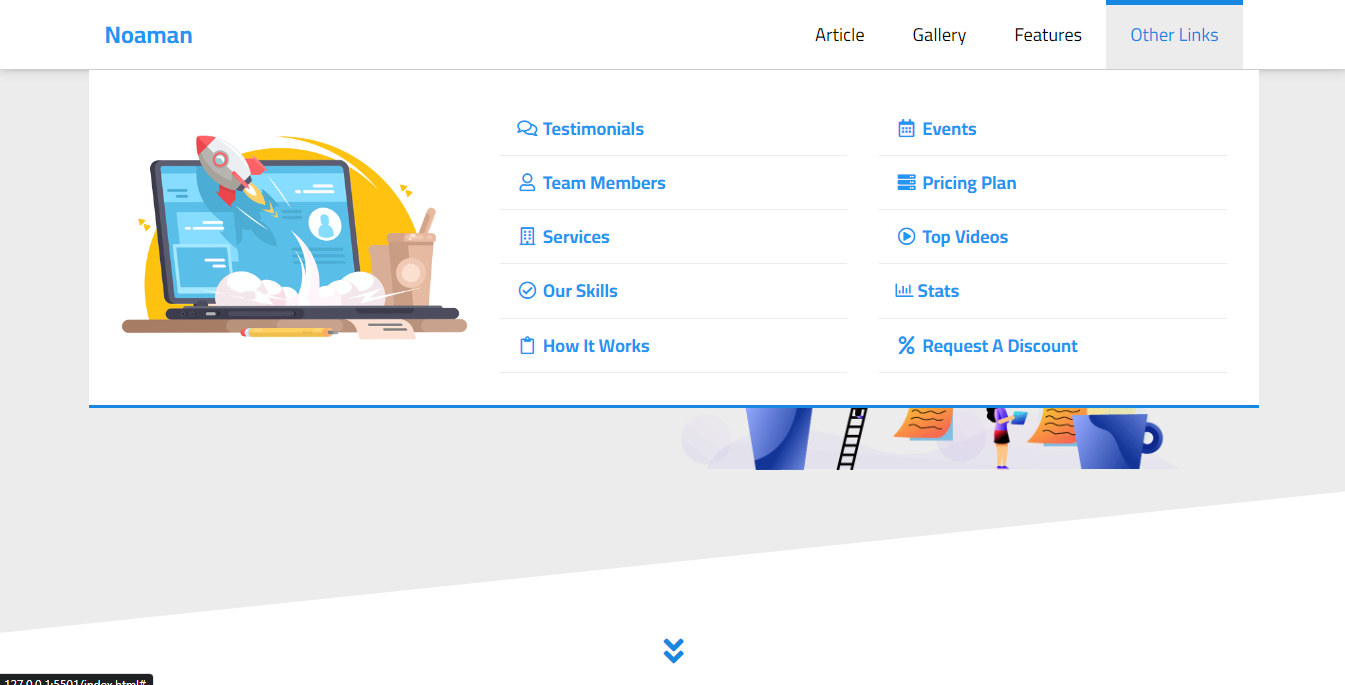 Noaman
Article
Gallery
Features
Other Links
Testimonials
Team Members
Services
Our Skills
How It Works
Events
Pricing Plan
Top Videos
Stats
Request A Discount
127.0.0.1:5501/index.html#